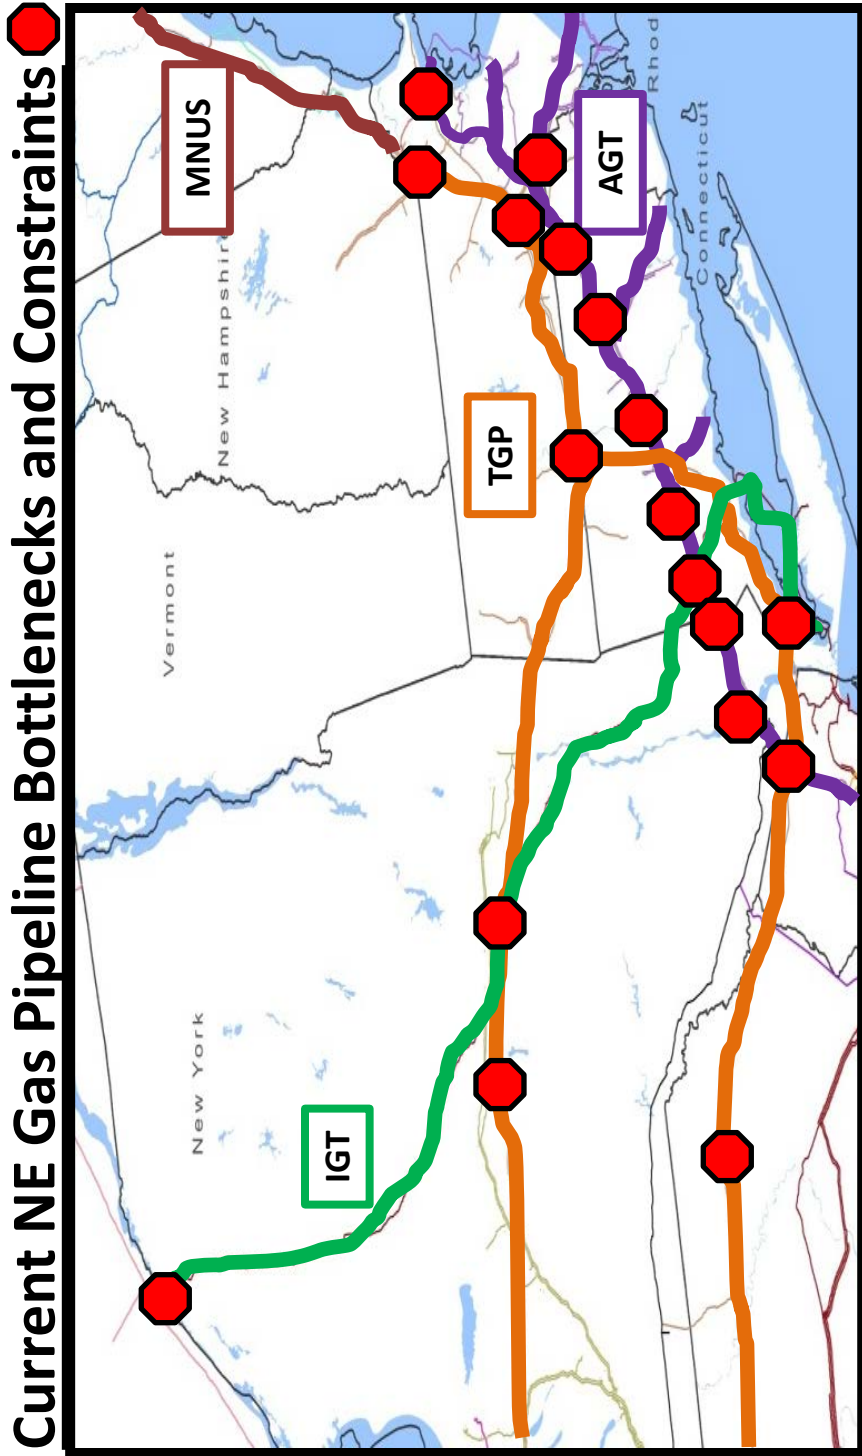 Current NE Gas Pipeline Bottlenecks and Constraints
MNUS
New Hampshire
Vermont
New York
IGT
TGP
AGT
Rhod
Connecticut